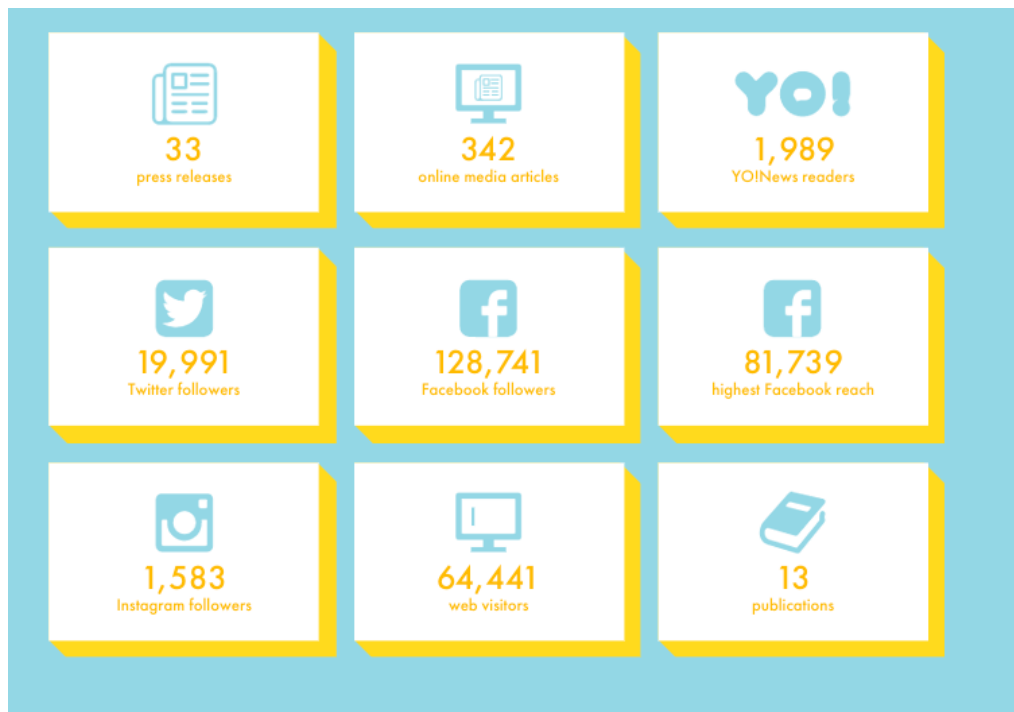 33
press releases
342
online media articles
YO!
1,989
YO!News readers
19,991
Twitter followers
128,741
Facebook followers
81,739
highest Facebook reach
1,583
Instagram followers
64,441
web visitors
13
publications